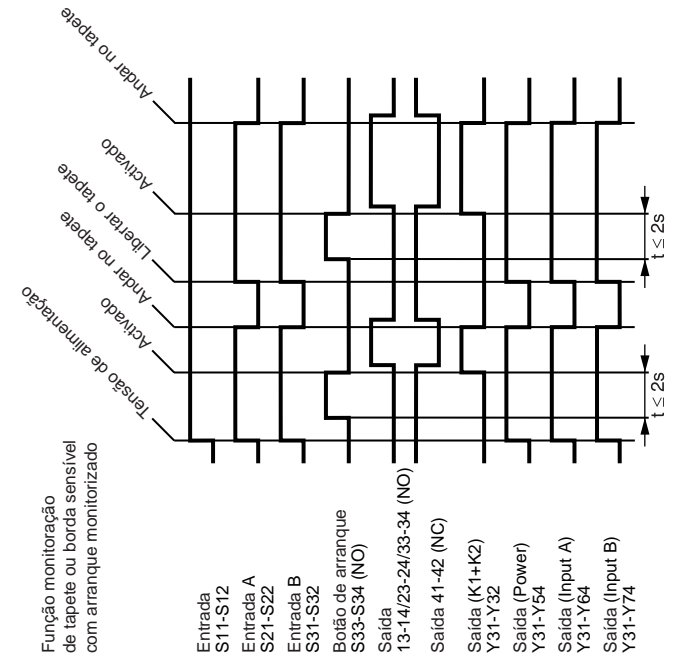 Função monitoração
de tapete ou borda sensível
com arranque monitorizado
Tensão de alimentação
Activado
Andar no tapete
Libertar o tapete
Activado
Andar no tapete
Entrada
S11-S12
Entrada A
S21-S22
Entrada B
S31-S32
Botão de arranque
S33-S34 (NO)
Saída
13-14/23-24/33-34 (NO)
Saída 41-42 (NC)
Saída (K1+K2)
Y31-Y32
Saída (Power)
Y31-Y54
Saída (Input A)
Y31-Y64
Saída (Input B)
Y31-Y74
t ≤ 2s
t ≤ 2s